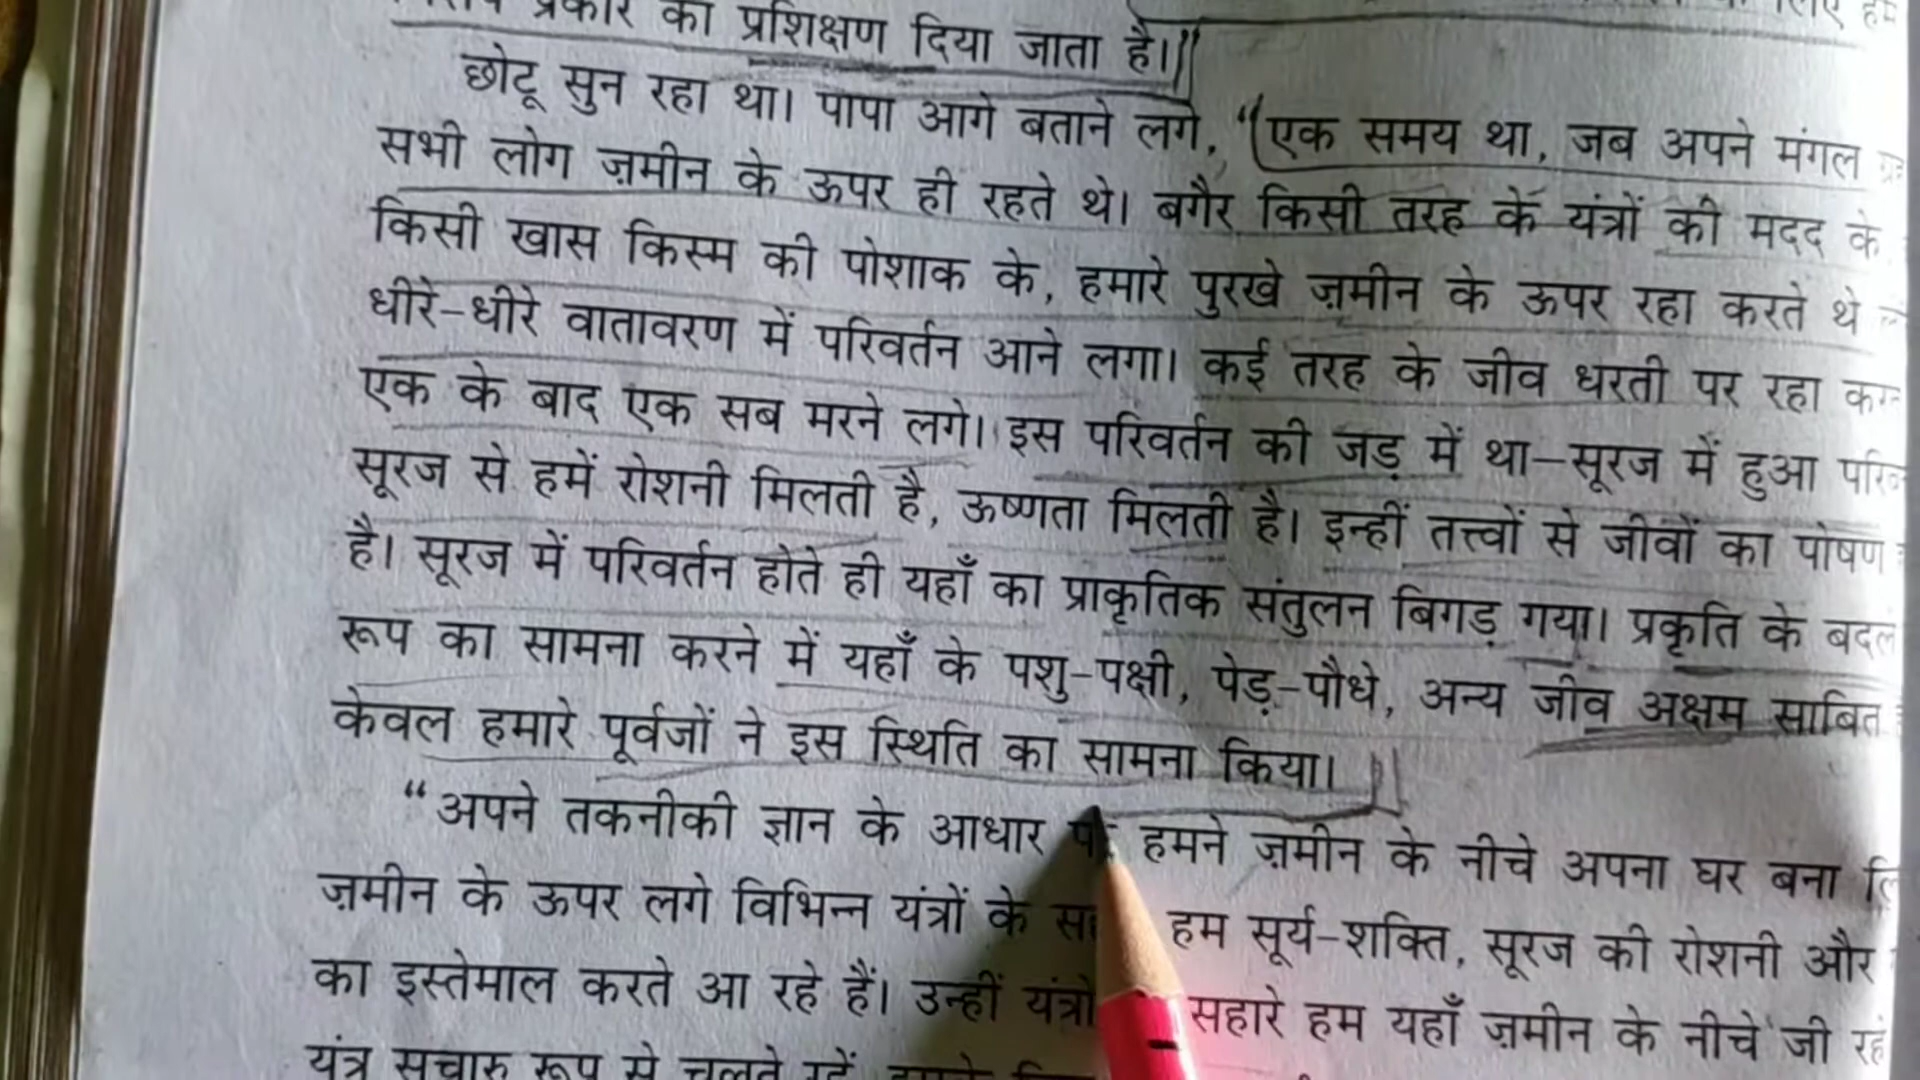 प्रकार का प्रशिक्षण दिया जाता है।"
के लिए हम
छोटू सुन रहा था। पापा आगे बताने लगे, "एक समय था, जब अपने मंगल
सभी लोग ज़मीन के ऊपर ही रहते थे। बगैर किसी तरह के यंत्रों की मदद के
किसी खास किस्म की पोशाक के, हमारे पुरखे ज़मीन के ऊपर रहा करते थे
धीरे-धीरे वातावरण में परिवर्तन आने लगा। कई तरह के जीव धरती पर रहा
एक के बाद एक सब मरने लगे। इस परिवर्तन की जड़ में था–सूरज में हुआ
सूरज से हमें रोशनी मिलती है, ऊष्णता मिलती है। इन्हीं तत्त्वों से जीवों का पोषण
है। सूरज में परिवर्तन होते ही यहाँ का प्राकृतिक संतुलन बिगड़ गया। प्रकृति के
रूप का सामना करने में यहाँ के पशु-पक्षी, पेड़-पौधे, अन्य जीव अक्षम साबित
केवल हमारे पूर्वजों ने इस स्थिति का सामना किया।
"अपने तकनीकी ज्ञान के आधार हमने ज़मीन के नीचे अपना घर बना
ज़मीन के ऊपर लगे विभिन्न यंत्रों के हम सूर्य-शक्ति, सूरज की रोशनी और
का इस्तेमाल करते आ रहे हैं। उन्हीं सहारे हम यहाँ ज़मीन के नीचे जी
यंत्र सुचारु रूप से चलते रहें,